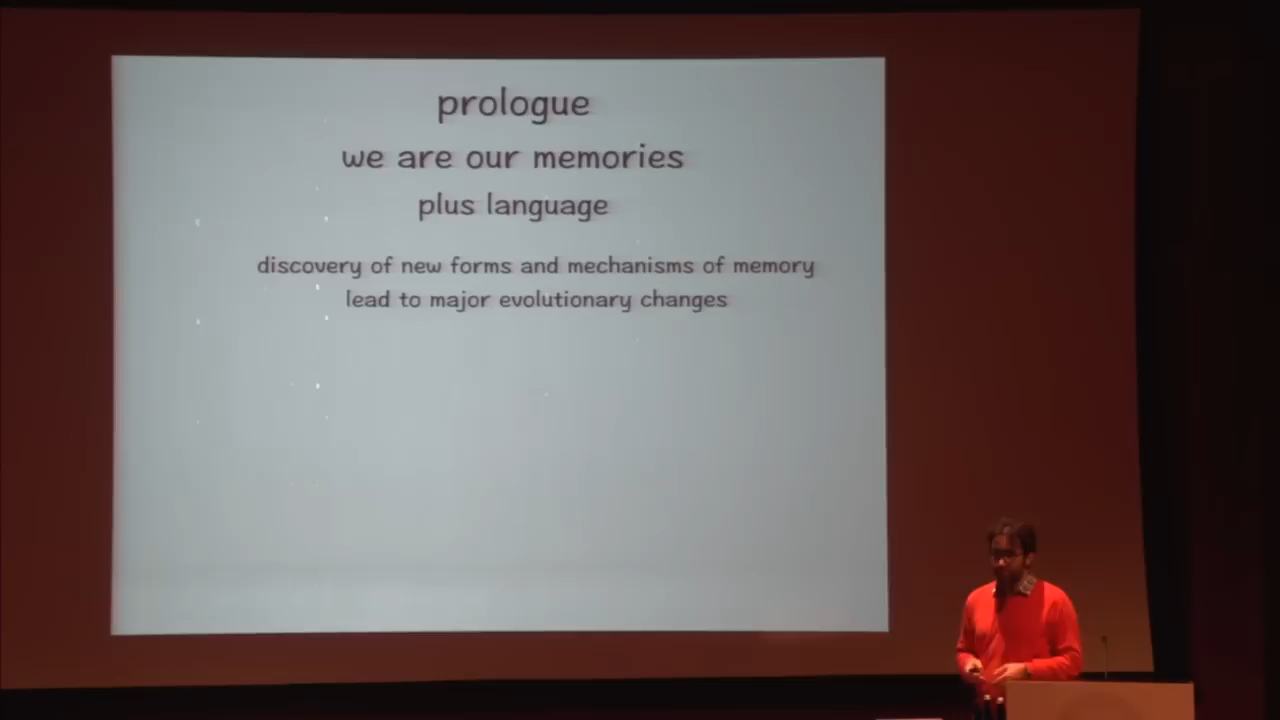 prologue
we are our memories
plus language
discovery of new forms and mechanisms of memory
lead to major evolutionary changes